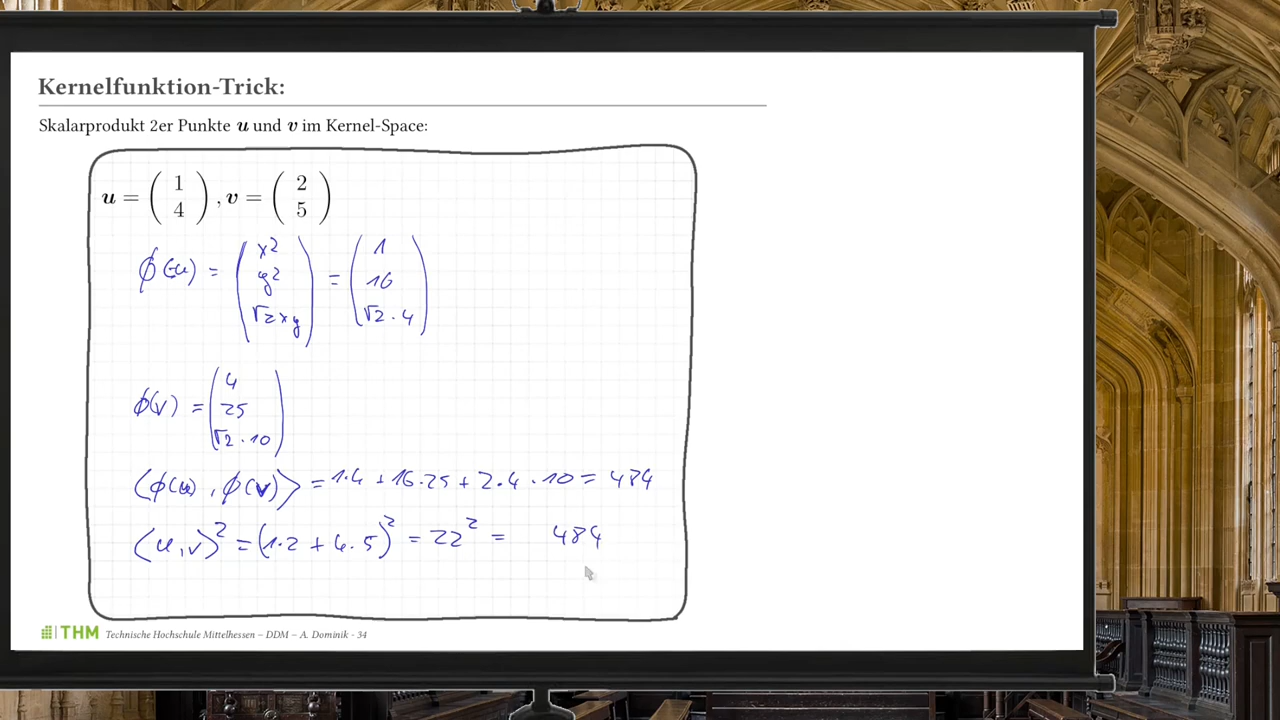 Kernelfunktion-Trick:
Skalarprodukt 2er Punkte u und v im Kernel-Space:
u = ( 1 4 ) , v = ( 2 5 )
ϕ(u) = ( x² y² √2xy ) = ( 1 16 √2 · 4 )
ϕ(v) = ( 4 25 √2 · 10 )
⟨ϕ(u) , ϕ(v)⟩ = 1·4 + 16·25 + 2·4 · 10 = 484
⟨u,v⟩² = (1·2 + 4·5)² = 22² = 484
THM Technische Hochschule Mittelhessen – DDM – A. Dominik - 34